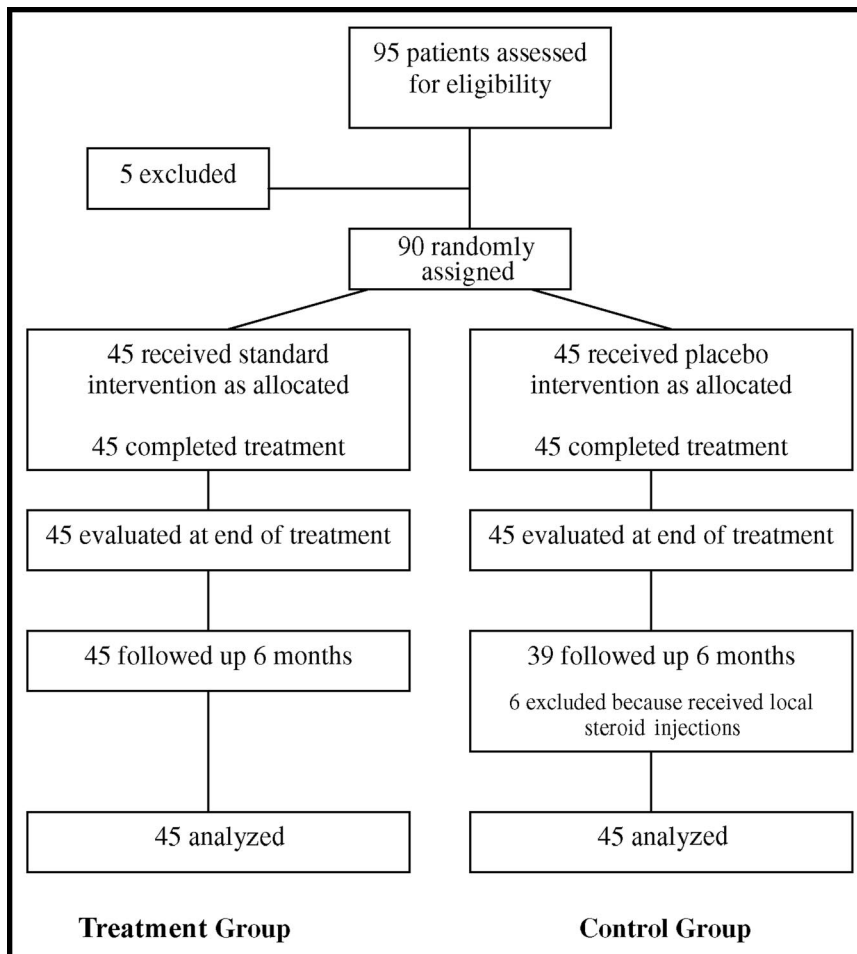 95 patients assessed
for eligibility
5 excluded
90 randomly
assigned
45 received standard
intervention as allocated
45 completed treatment
45 received placebo
intervention as allocated
45 completed treatment
45 evaluated at end of treatment
45 evaluated at end of treatment
45 followed up 6 months
39 followed up 6 months
6 excluded because received local
steroid injections
45 analyzed
45 analyzed
Treatment Group
Control Group